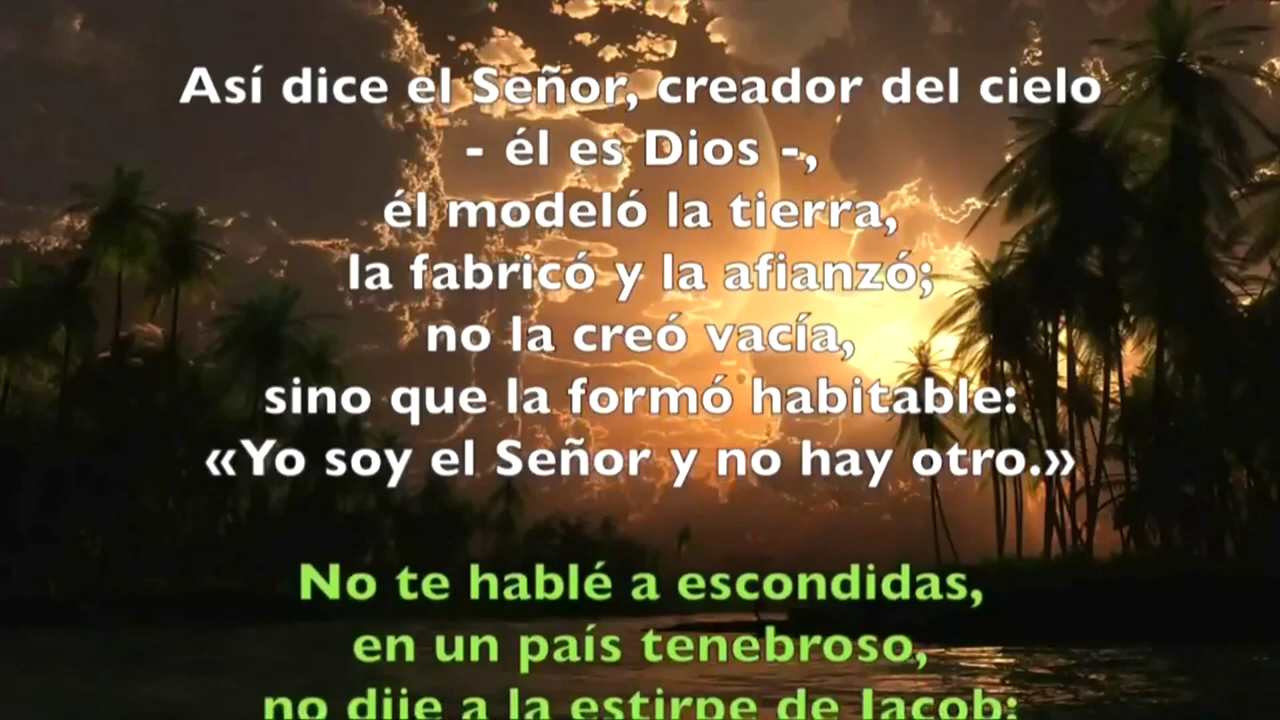 Así dice el Señor, creador del cielo
- él es Dios -,
él modeló la tierra,
la fabricó y la afianzó;
no la creó vacía,
sino que la formó habitable:
«Yo soy el Señor y no hay otro.»
No te hablé a escondidas,
en un país tenebroso,
no dije a la estirpe de Jacob: